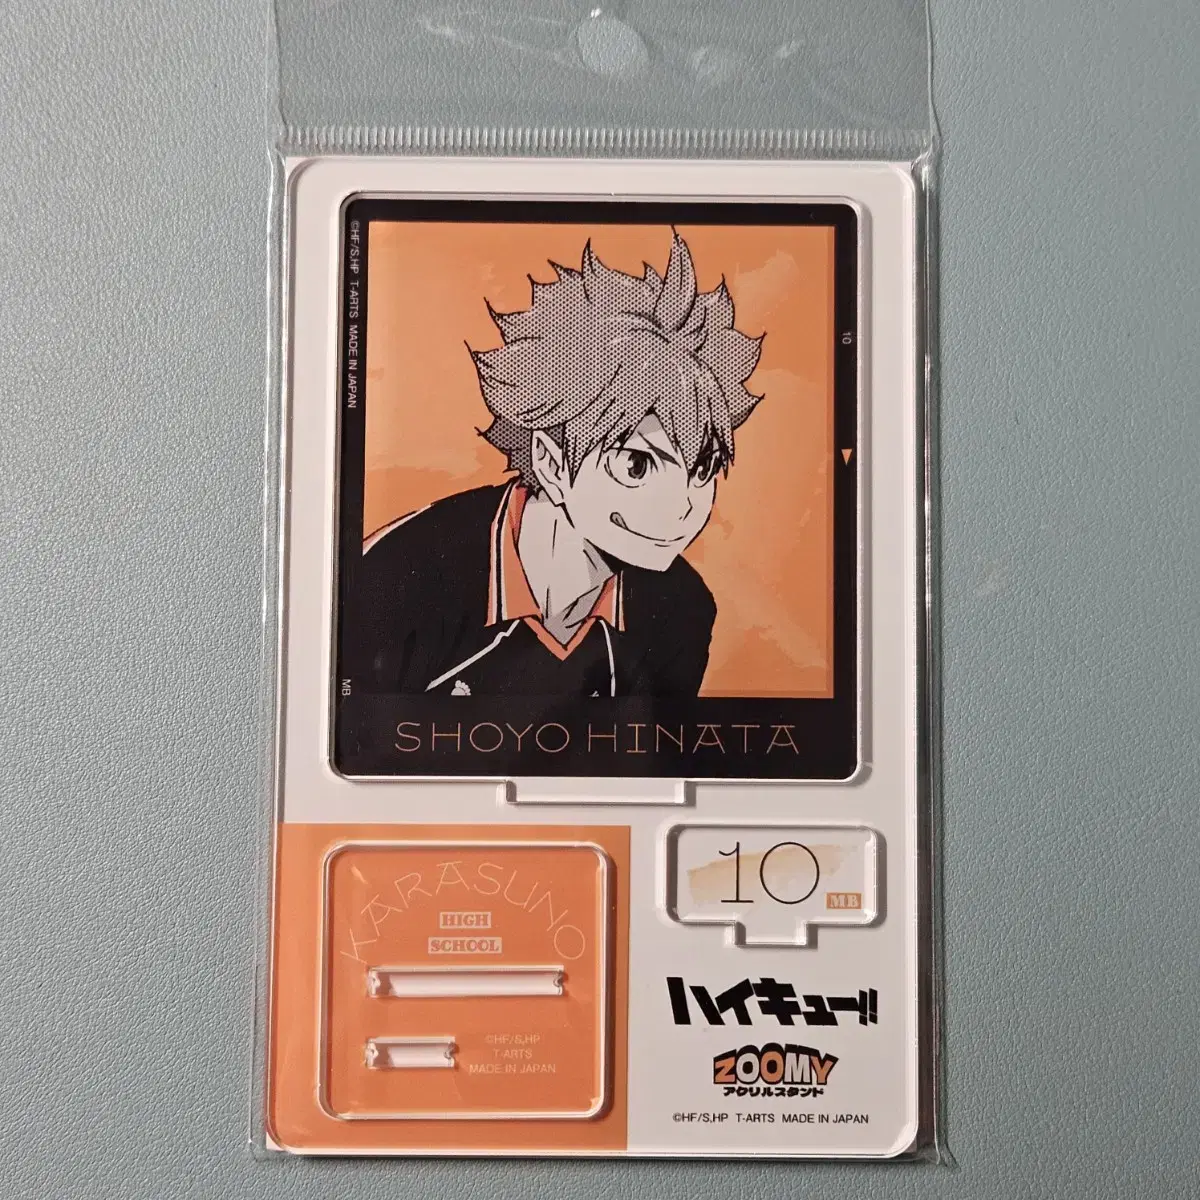 ©HF/S,HP T-ARTS MADE IN JAPAN
10
MB
SHOYO HINATA
KARASUNO
HIGH
SCHOOL
©HF/S,HP
T-ARTS
MADE IN JAPAN
10
MB
ハイキュー!!
ZOOMY
アクリルスタンド
©HF/S,HP T-ARTS MADE IN JAPAN